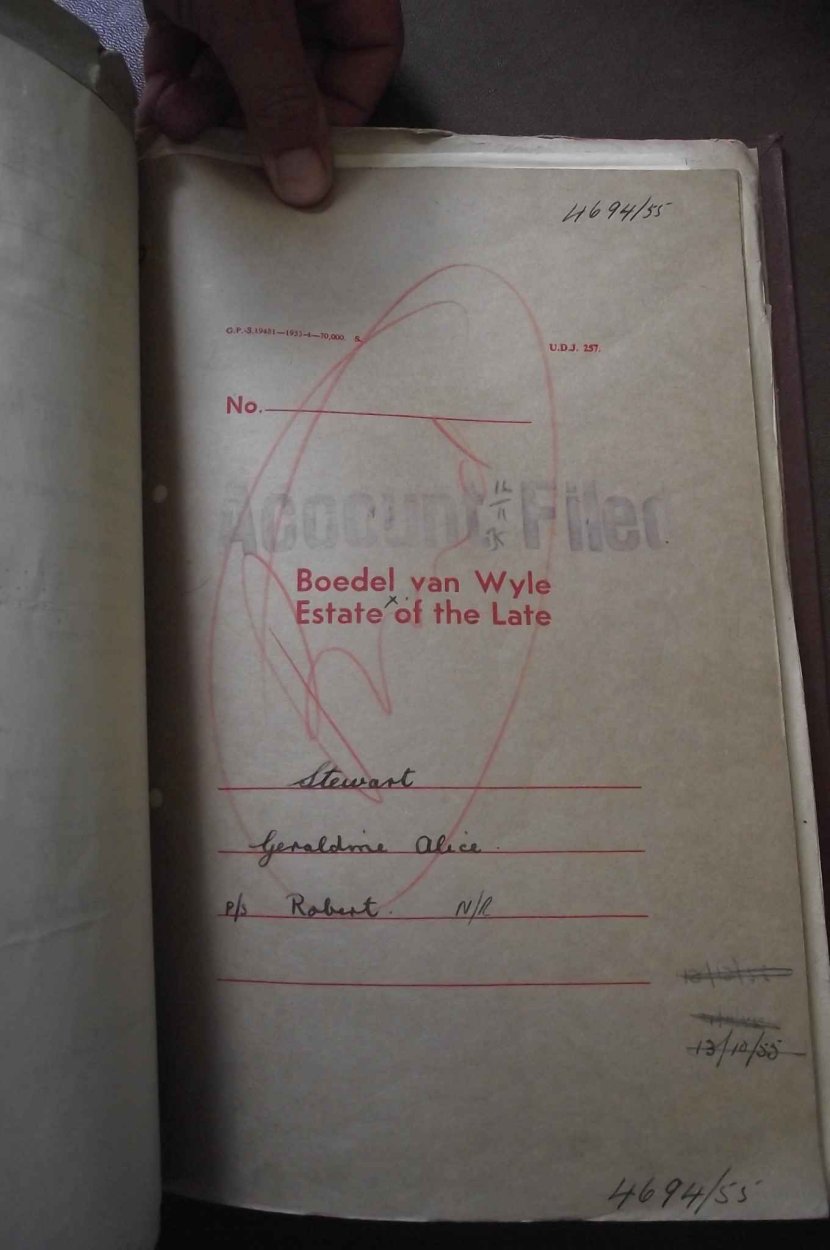 4694/55
G.P.-S.19481—1953-4—70,000. S.
U.D.J. 257.
No.
Account Filed
Boedel van Wyle
Estate of the Late
Stewart
Geraldine Alice
P/S Robert. N/R
13/10/55
4694/55